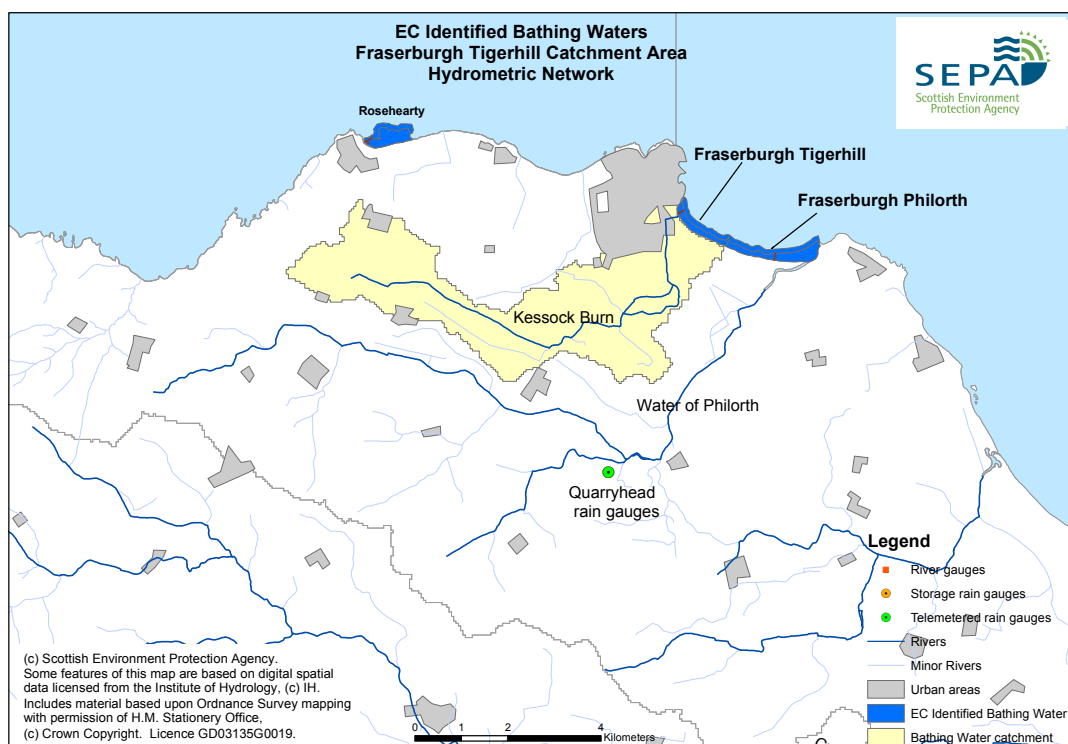 EC Identified Bathing Waters
Fraserburgh Tigerhill Catchment Area
Hydrometric Network
SEPA
Scottish Environment
Protection Agency
Rosehearty
Fraserburgh Tigerhill
Fraserburgh Philorth
Kessock Burn
Water of Philorth
Quarryhead
rain gauges
Legend
River gauges
Storage rain gauges
Telemetered rain gauges
Rivers
Minor Rivers
Urban areas
EC Identified Bathing Water
Bathing Water catchment
(c) Scottish Environment Protection Agency.
Some features of this map are based on digital spatial
data licensed from the Institute of Hydrology, (c) IH.
Includes material based upon Ordnance Survey mapping
with permission of H.M. Stationery Office,
(c) Crown Copyright. Licence GD03135G0019.
0 1 2 4
Kilometers